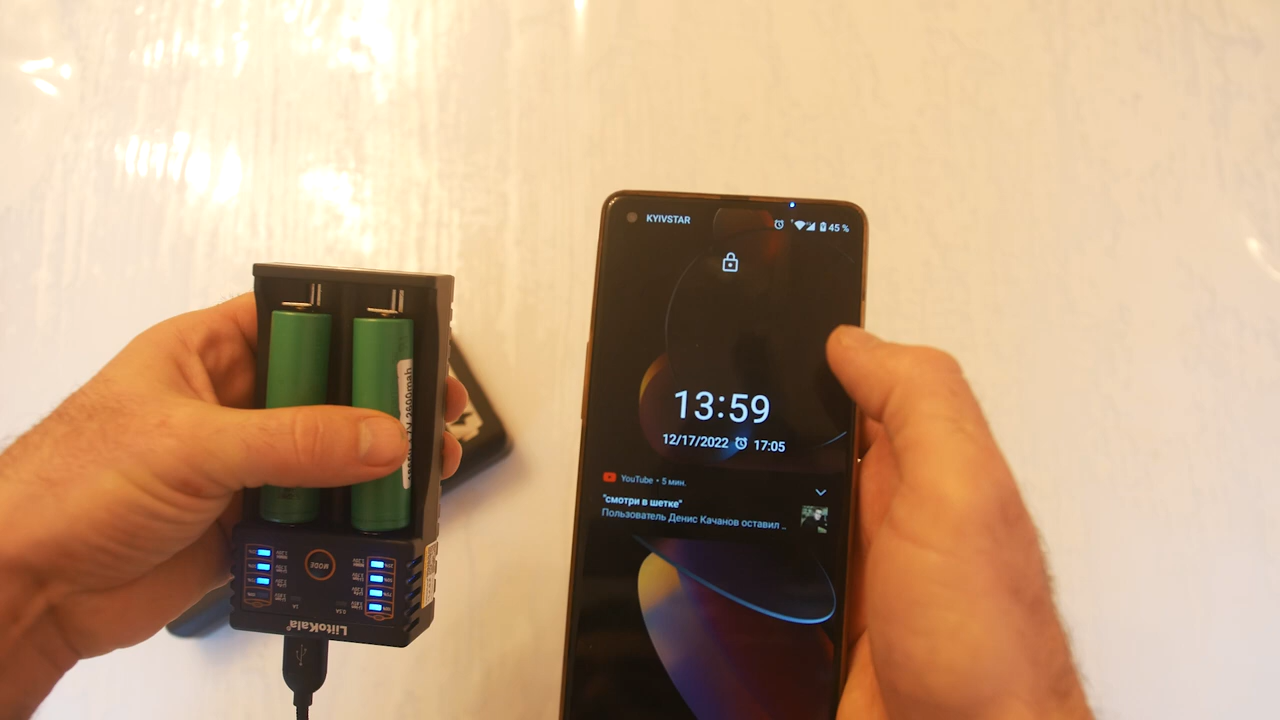 KYIVSTAR
45 %
13:59
12/17/2022 17:05
YouTube • 5 мин.
"смотри в шетке"
Пользователь Денис Качанов оставил ..
2600mah
MODE
LiitoKala®